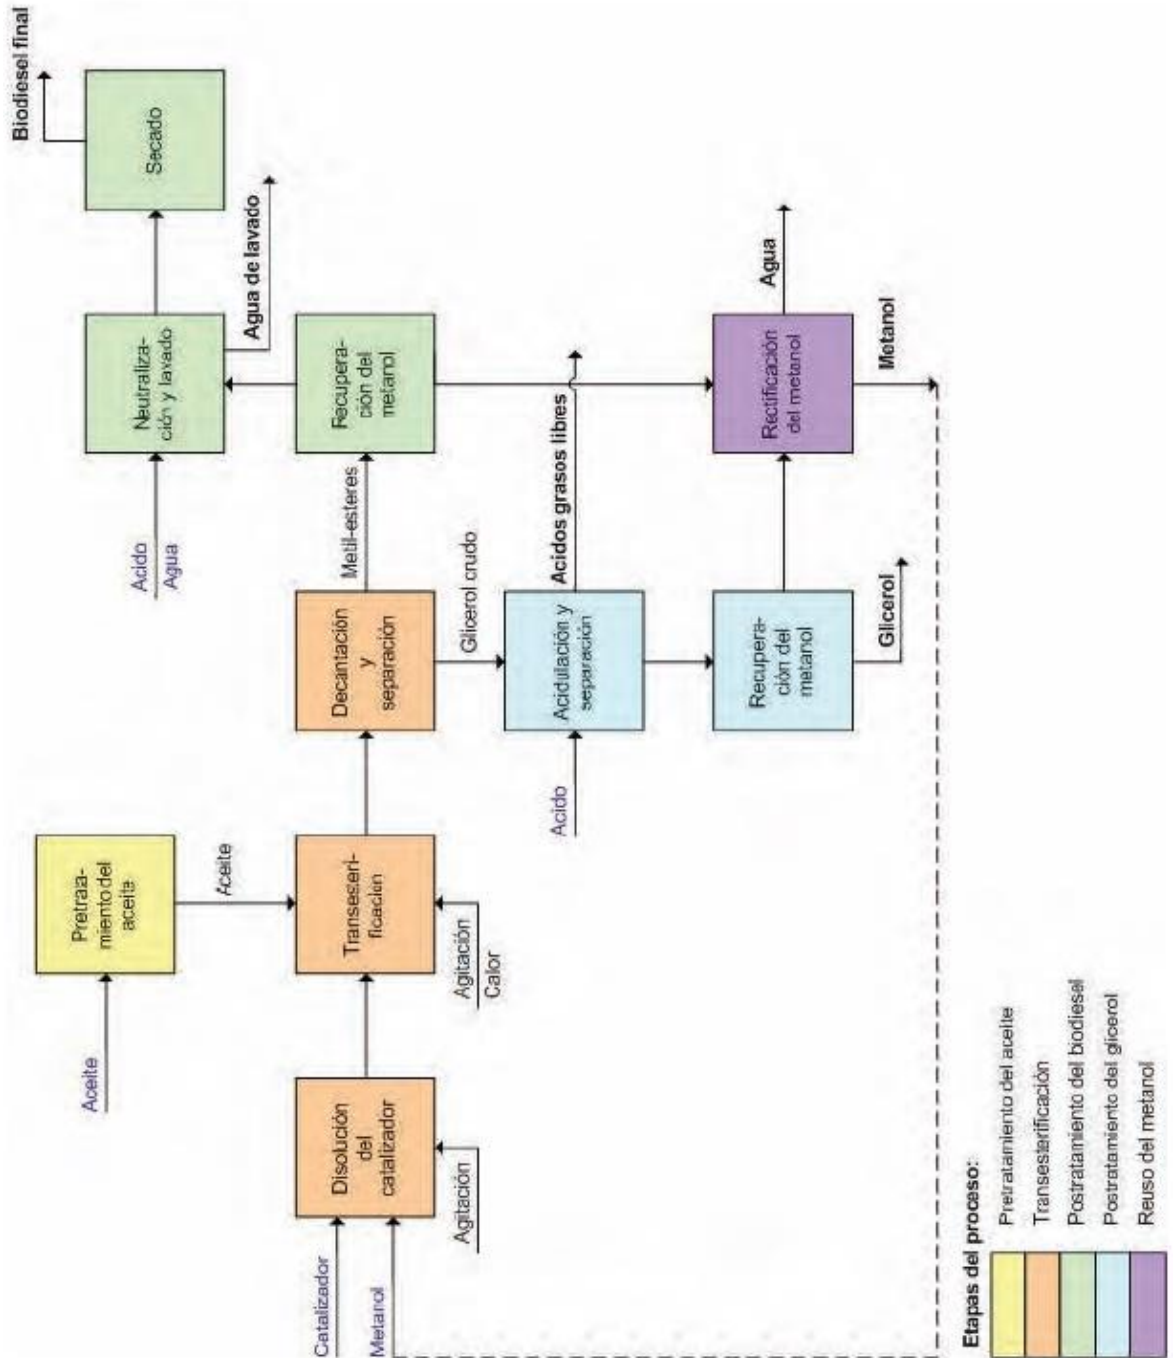 Aceite
Pretrata-
miento del
aceite
Aceite
Catalizador
Metanol
Disolución
del
catalizador
Agitación
Transesteri-
ficación
Agitación
Calor
Decantación
y
separación
Metil-esteres
Glicerol crudo
Recupera-
ción del
metanol
Acido
Agua
Neutraliza-
ción y lavado
Agua de lavado
Secado
Biodiesel final
Acido
Acidulación y
separación
Acidos grasos libres
Recupera-
ción del
metanol
Glicerol
Rectificación
del metanol
Agua
Metanol
Etapas del proceso:
Pretratamiento del aceite
Transesterificación
Postratamiento del biodiesel
Postratamiento del glicerol
Reuso del metanol